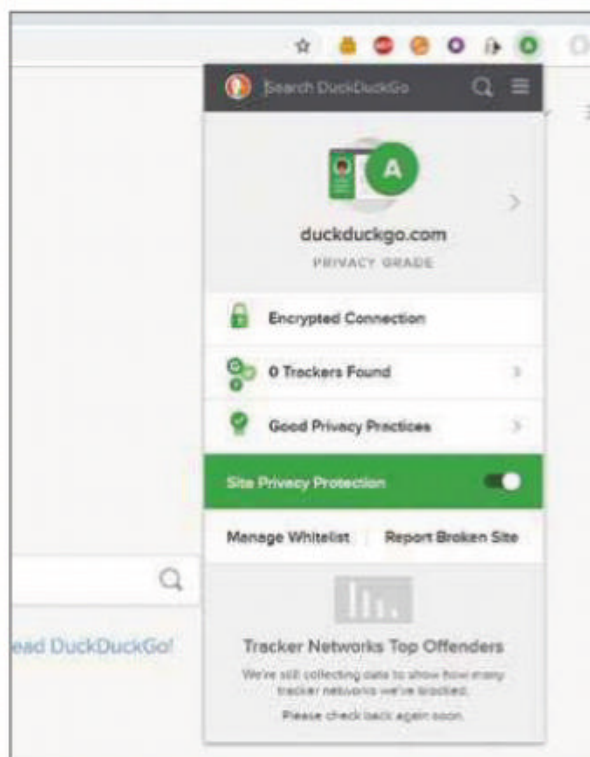 Search DuckDuckGo
A
duckduckgo.com
PRIVACY GRADE
Encrypted Connection
0 Trackers Found
Good Privacy Practices
Site Privacy Protection
Manage Whitelist Report Broken Site
ead DuckDuckGo!
Tracker Networks Top Offenders
We're still collecting data to show how many
tracker networks we've blocked.
Please check back again soon.